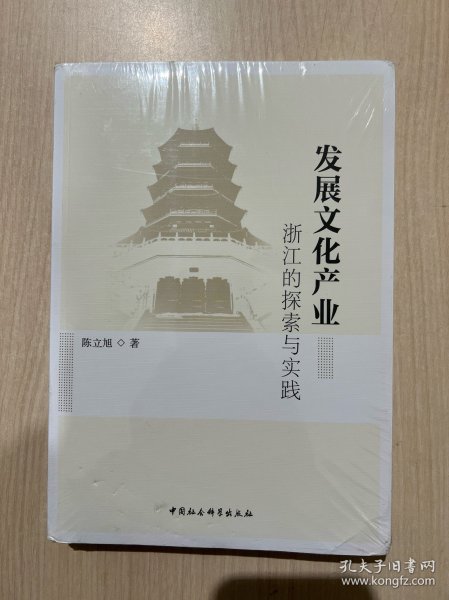 发展文化产业
浙江的探索与实践
陈立旭◇著
中国社会科学出版社
孔夫子旧书网
www.kongfz.com